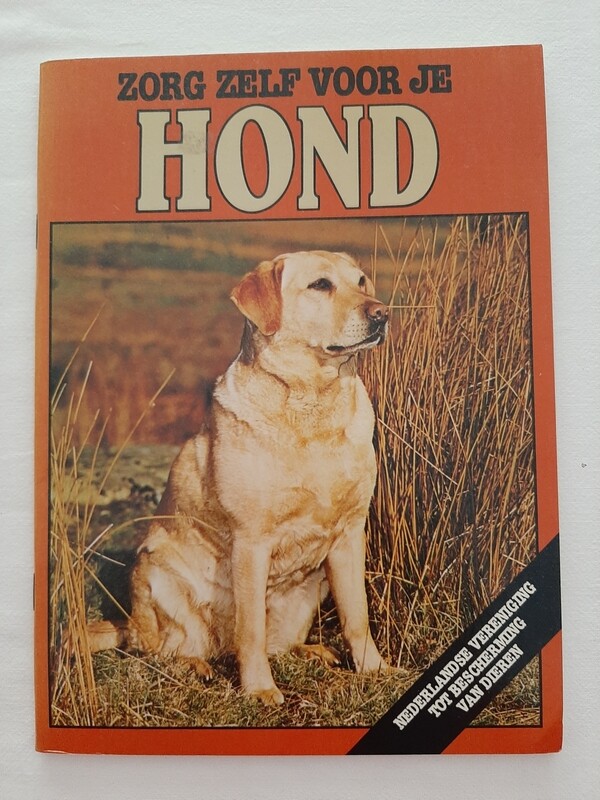 ZORG ZELF VOOR JE
HOND
NEDERLANDSE VERENIGING
TOT BESCHERMING
VAN DIEREN